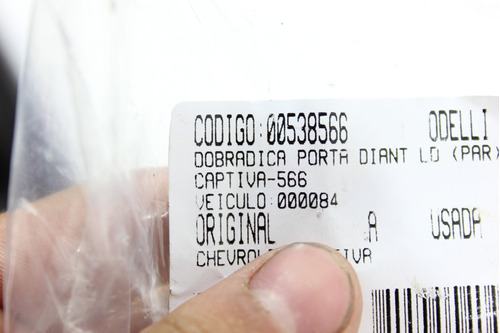 CODIGO:00538566 ODELLI
DOBRADICA PORTA DIANT LD (PAR)
CAPTIVA-566
VEICULO:000084
ORIGINAL A USADA